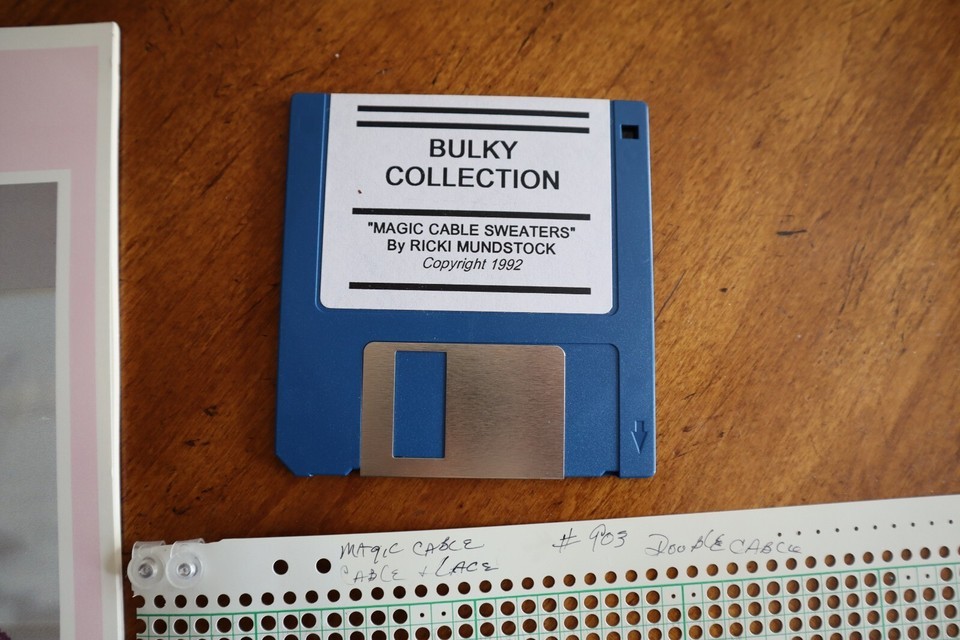 BULKY
COLLECTION
"MAGIC CABLE SWEATERS"
By RICKI MUNDSTOCK
Copyright 1992
MAgic CABLE # 903 DOUBLE CABLE
CABLE + LACE